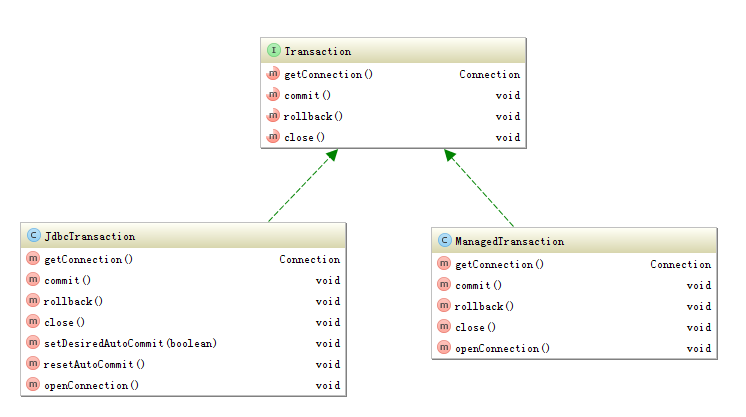 I Transaction
m getConnection() Connection
m commit() void
m rollback() void
m close() void
C JdbcTransaction
m getConnection() Connection
m commit() void
m rollback() void
m close() void
m setDesiredAutoCommit(boolean) void
m resetAutoCommit() void
m openConnection() void
C ManagedTransaction
m getConnection() Connection
m commit() void
m rollback() void
m close() void
m openConnection() void